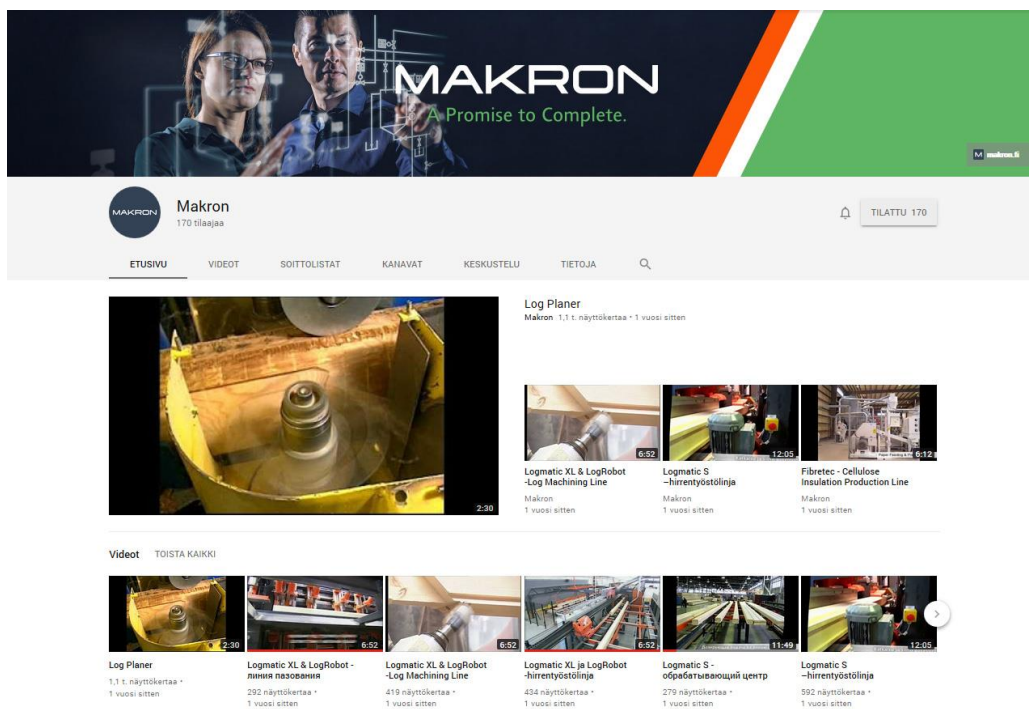 MAKRON
A Promise to Complete.
M makron.fi
MAKRON
Makron
170 tilaajaa
TILATTU 170
ETUSIVU VIDEOT SOITTOLISTAT KANAVAT KESKUSTELU TIETOJA
2:30
Log Planer
Makron 1,1 t. näyttökertaa • 1 vuosi sitten
6:52
Logmatic XL & LogRobot
-Log Machining Line
Makron
1 vuosi sitten
12:05
Logmatic S
–hirrentyöstölinja
Makron
1 vuosi sitten
6:12
Fibretec - Cellulose
Insulation Production Line
Makron
1 vuosi sitten
Videot TOISTA KAIKKI
2:30
Log Planer
1,1 t. näyttökertaa •
1 vuosi sitten
6:52
Logmatic XL & LogRobot -
линия пазования
292 näyttökertaa •
1 vuosi sitten
6:52
Logmatic XL & LogRobot
-Log Machining Line
419 näyttökertaa •
1 vuosi sitten
6:52
Logmatic XL ja LogRobot
-hirrentyöstölinja
434 näyttökertaa •
1 vuosi sitten
11:49
Logmatic S -
обрабатывающий центр
279 näyttökertaa •
1 vuosi sitten
12:05
Logmatic S
–hirrentyöstölinja
592 näyttökertaa •
1 vuosi sitten